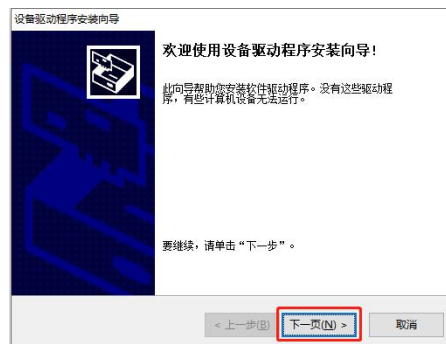 设备驱动程序安装向导
欢迎使用设备驱动程序安装向导!
此向导帮助您安装软件驱动程序。没有这些驱动程
序，有些计算机设备无法运行。
要继续，请单击“下一步”。
< 上一步(B)
下一页(N) >
取消